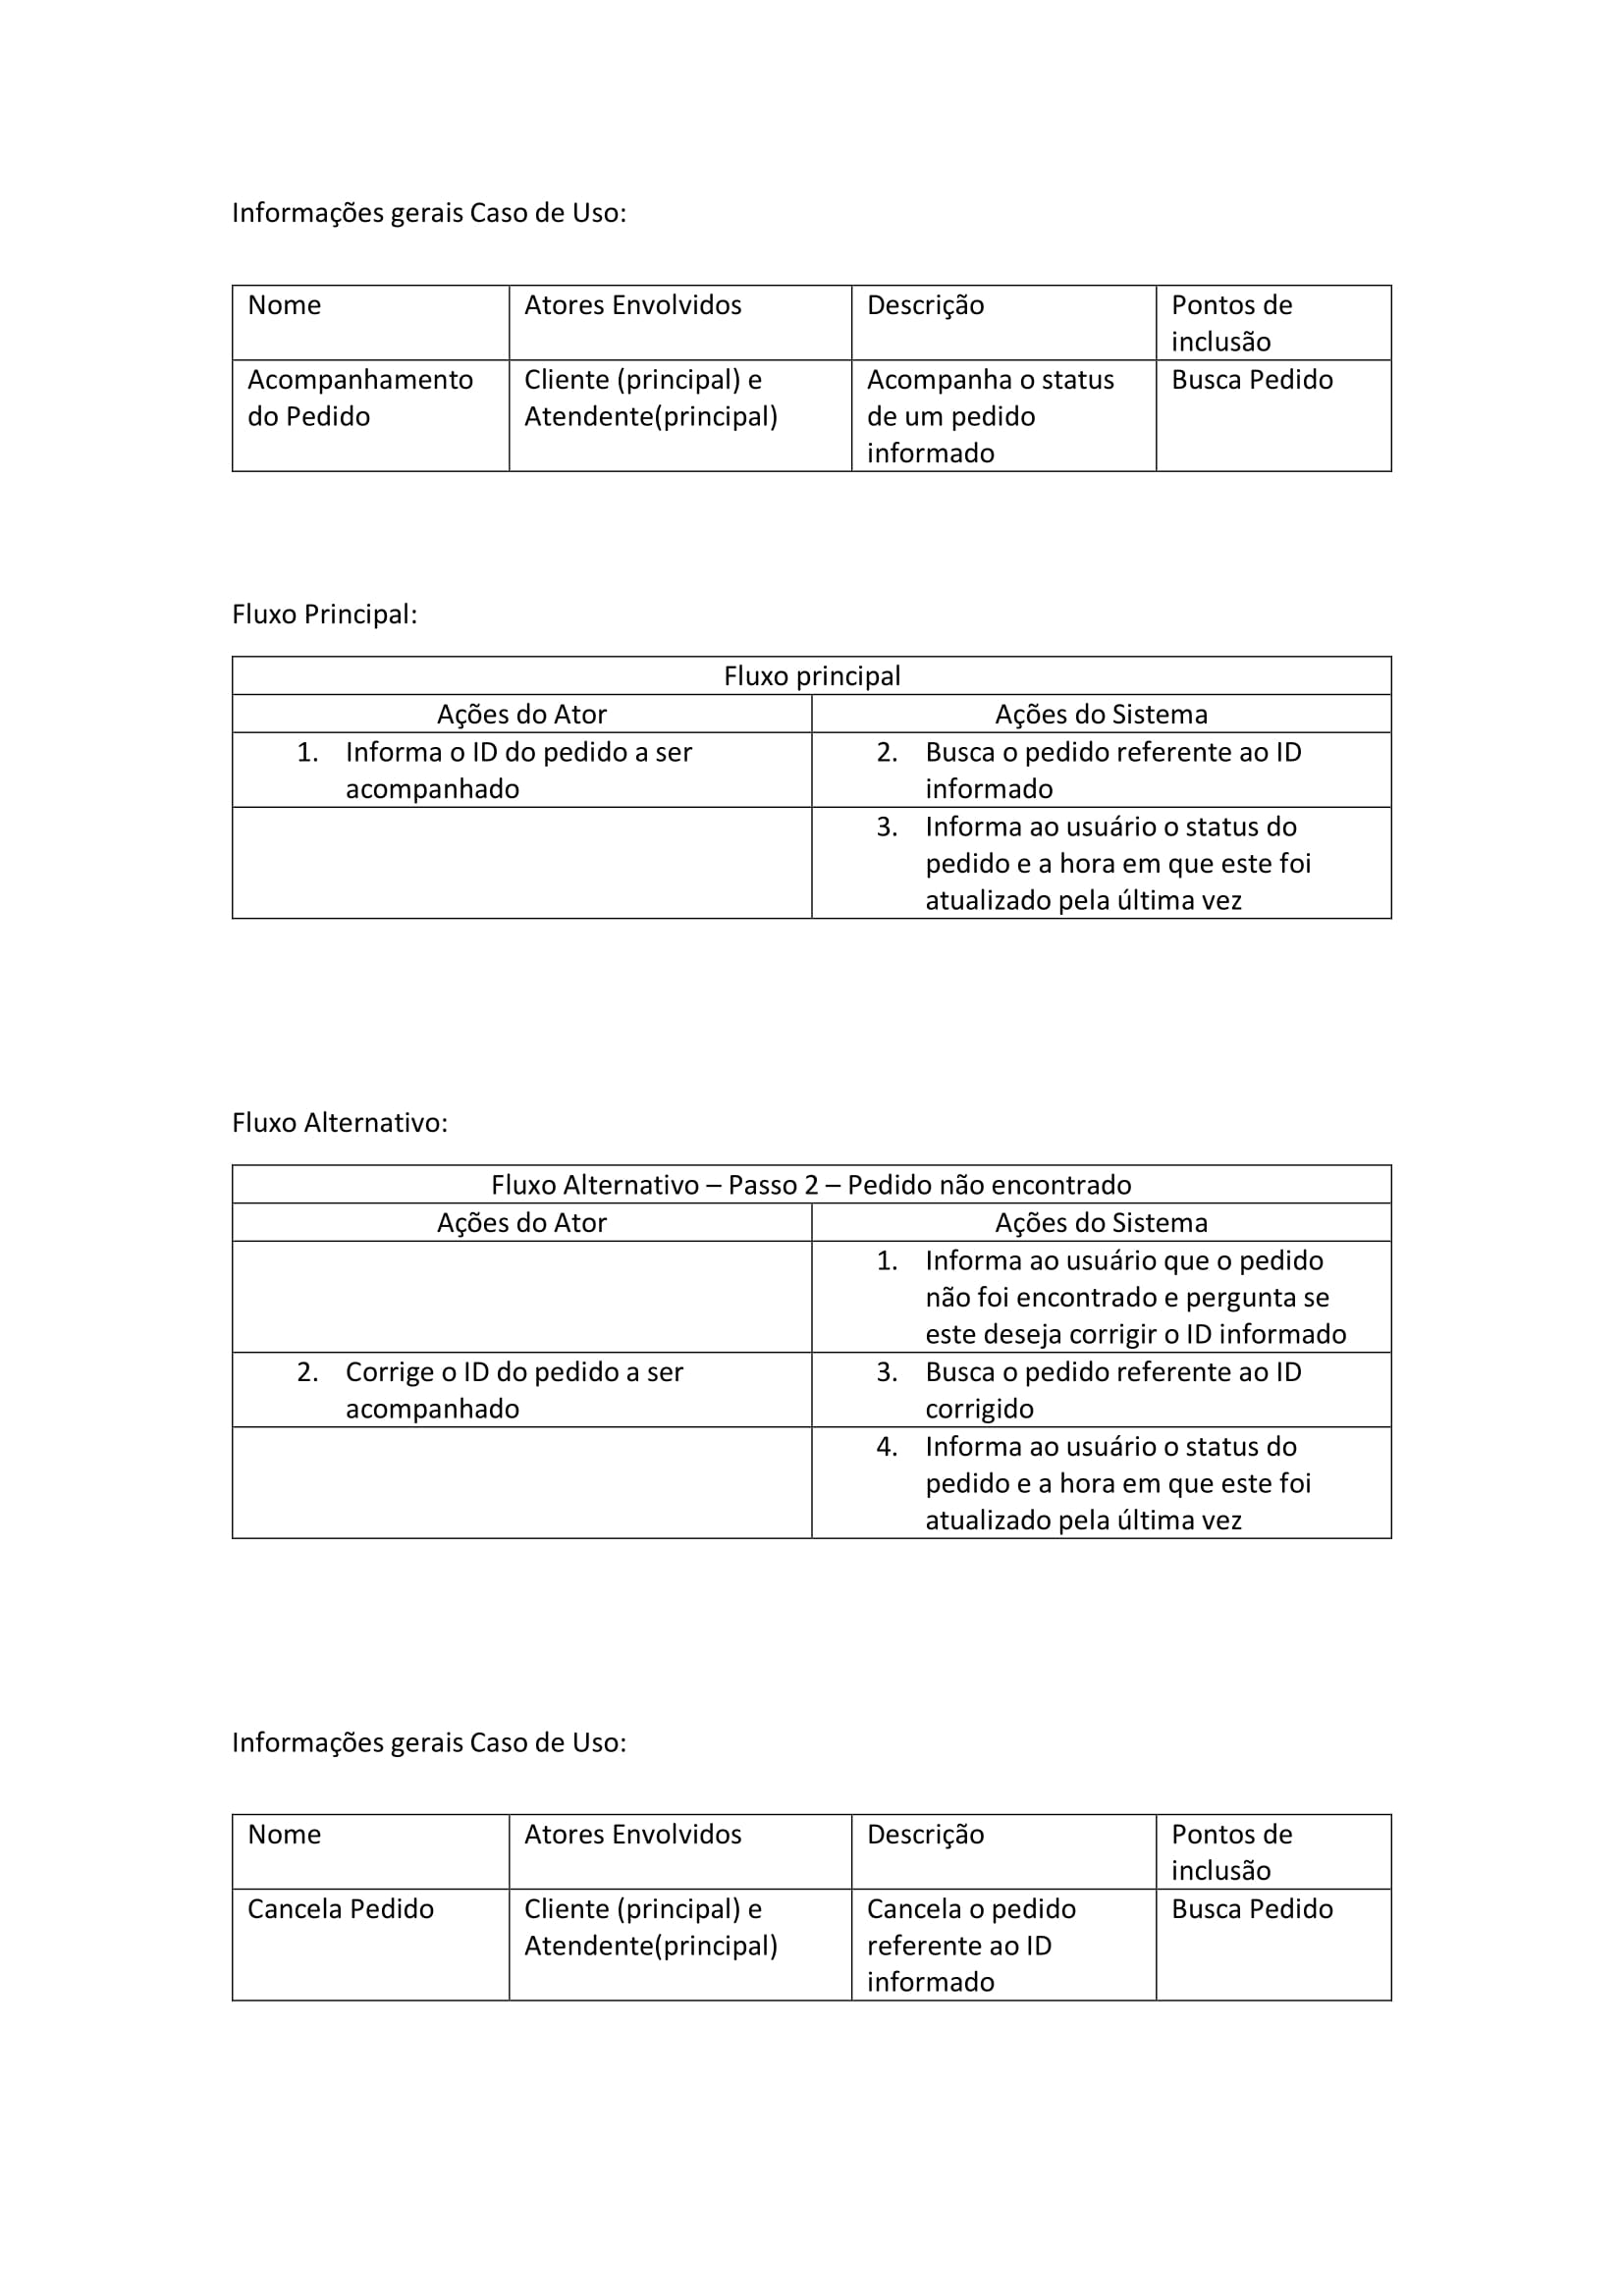 Informações gerais Caso de Uso:
Nome
Atores Envolvidos
Descrição
Pontos de
inclusão
Acompanhamento
do Pedido
Cliente (principal) e
Atendente(principal)
Acompanha o status
de um pedido
informado
Busca Pedido
Fluxo Principal:
Fluxo principal
Ações do Ator
Ações do Sistema
1. Informa o ID do pedido a ser
acompanhado
2. Busca o pedido referente ao ID
informado
3. Informa ao usuário o status do
pedido e a hora em que este foi
atualizado pela última vez
Fluxo Alternativo:
Fluxo Alternativo – Passo 2 – Pedido não encontrado
Ações do Ator
Ações do Sistema
1. Informa ao usuário que o pedido
não foi encontrado e pergunta se
este deseja corrigir o ID informado
2. Corrige o ID do pedido a ser
acompanhado
3. Busca o pedido referente ao ID
corrigido
4. Informa ao usuário o status do
pedido e a hora em que este foi
atualizado pela última vez
Informações gerais Caso de Uso:
Nome
Atores Envolvidos
Descrição
Pontos de
inclusão
Cancela Pedido
Cliente (principal) e
Atendente(principal)
Cancela o pedido
referente ao ID
informado
Busca Pedido